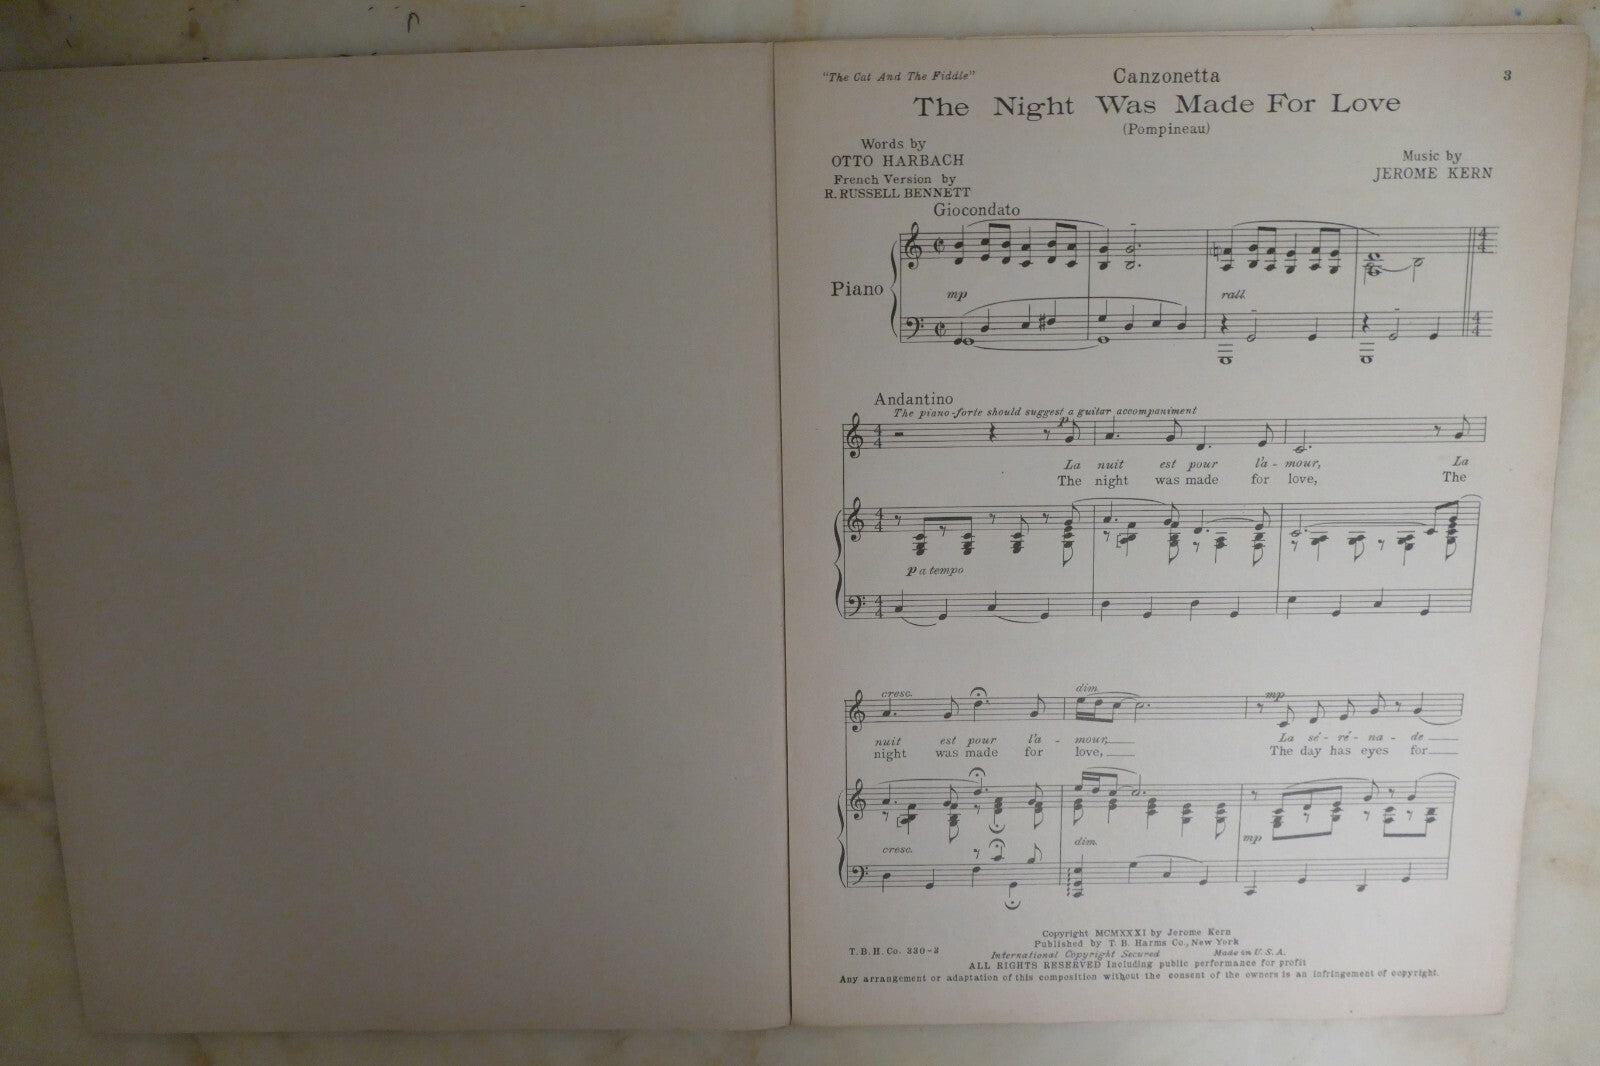 "The Cat And The Fiddle"
Canzonetta
3
The Night Was Made For Love
(Pompineau)
Words by
OTTO HARBACH
French Version by
R. RUSSELL BENNETT
Music by
JEROME KERN
Giocondato
Piano
mp
rall.
Andantino
The piano-forte should suggest a guitar accompaniment
p
La nuit est pour l'a - mour, La
The night was made for love, The
p a tempo
cresc. dim. mp
nuit est pour l'a - mour, La sé - ré - na - de
night was made for love, The day has eyes for
mp
cresc. dim.
Copyright MCMXXXI by Jerome Kern
Published by T. B. Harms Co., New York
T. B. H. Co. 330-3
International Copyright Secured Made in U. S. A.
ALL RIGHTS RESERVED Including public performance for profit
Any arrangement or adaptation of this composition without the consent of the owners is an infringement of copyright.